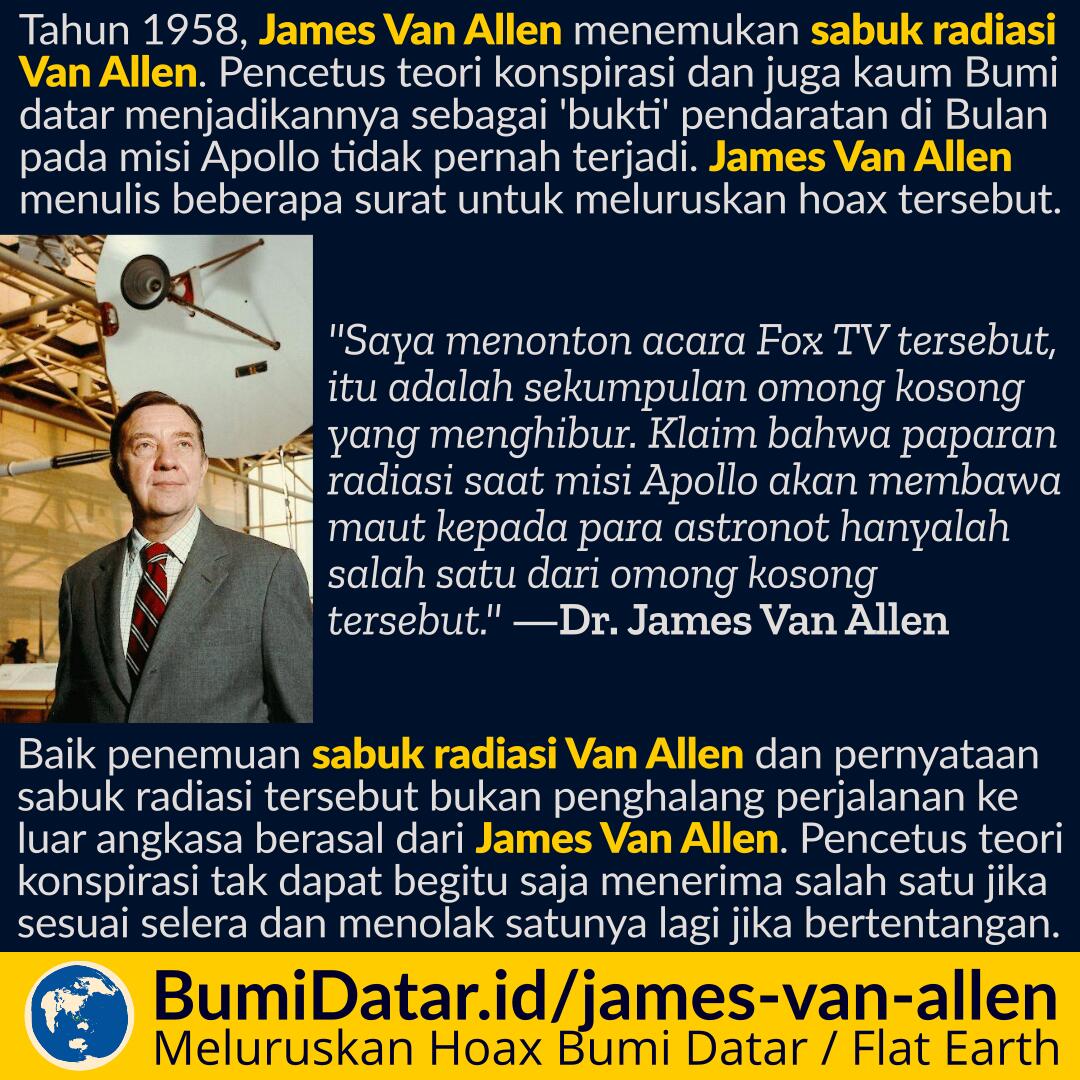 Tahun 1958, James Van Allen menemukan sabuk radiasi
Van Allen. Pencetus teori konspirasi dan juga kaum Bumi
datar menjadikannya sebagai 'bukti' pendaratan di Bulan
pada misi Apollo tidak pernah terjadi. James Van Allen
menulis beberapa surat untuk meluruskan hoax tersebut.
"Saya menonton acara Fox TV tersebut,
itu adalah sekumpulan omong kosong
yang menghibur. Klaim bahwa paparan
radiasi saat misi Apollo akan membawa
maut kepada para astronot hanyalah
salah satu dari omong kosong
tersebut." —Dr. James Van Allen
Baik penemuan sabuk radiasi Van Allen dan pernyataan
sabuk radiasi tersebut bukan penghalang perjalanan ke
luar angkasa berasal dari James Van Allen. Pencetus teori
konspirasi tak dapat begitu saja menerima salah satu jika
sesuai selera dan menolak satunya lagi jika bertentangan.
BumiDatar.id/james-van-allen
Meluruskan Hoax Bumi Datar / Flat Earth